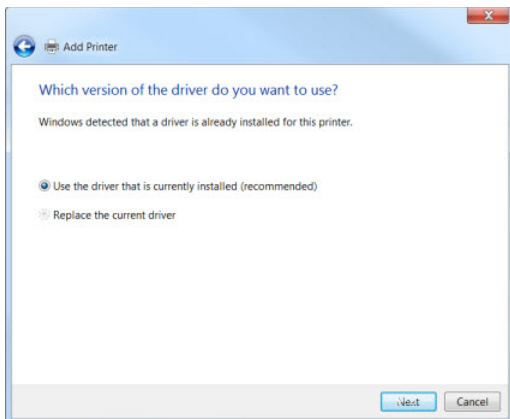 Add Printer
Which version of the driver do you want to use?
Windows detected that a driver is already installed for this printer.
Use the driver that is currently installed (recommended)
Replace the current driver
Next Cancel